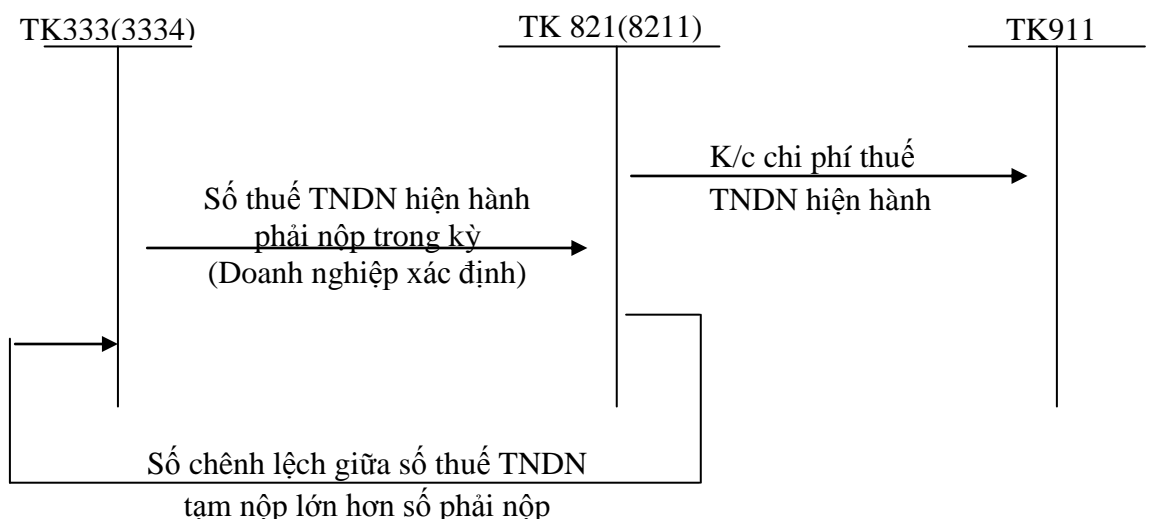 TK333(3334)
TK 821(8211)
TK911
K/c chi phí thuế
TNDN hiện hành
Số thuế TNDN hiện hành
phải nộp trong kỳ
(Doanh nghiệp xác định)
Số chênh lệch giữa số thuế TNDN
tạm nộp lớn hơn số phải nộp